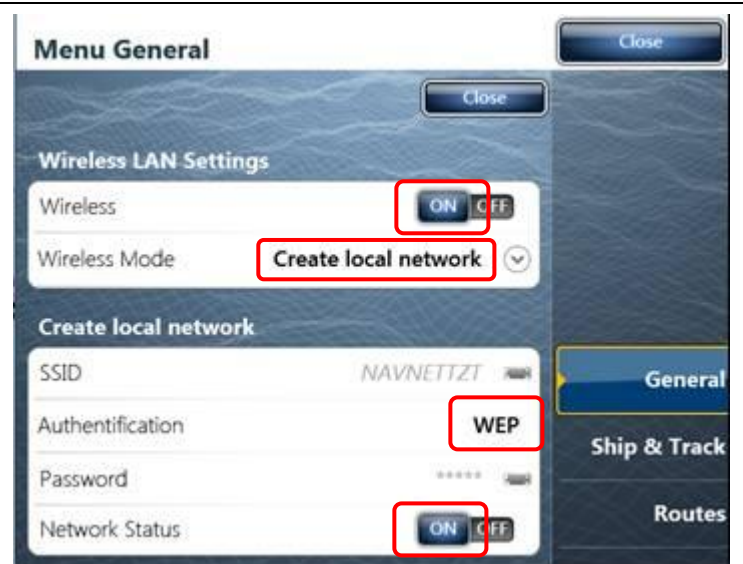 Menu General
Close
Close
Wireless LAN Settings
Wireless ON OFF
Wireless Mode Create local network
Create local network
SSID NAVNETTZT
Authentification WEP
Password *****
Network Status ON OFF
General
Ship & Track
Routes